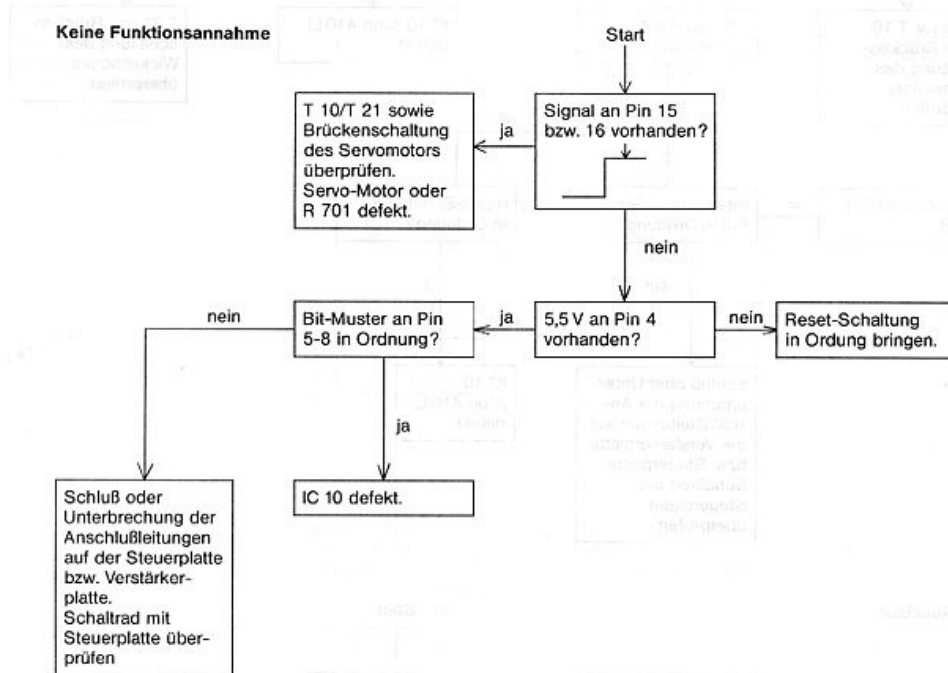 Keine Funktionsannahme
Start
T 10/T 21 sowie
Brückenschaltung
des Servomotors
überprüfen.
Servo-Motor oder
R 701 defekt.
ja
Signal an Pin 15
bzw. 16 vorhanden?
nein
nein
Bit-Muster an Pin
5-8 in Ordnung?
ja
5,5 V an Pin 4
vorhanden?
nein
Reset-Schaltung
in Ordung bringen.
ja
Schluß oder
Unterbrechung der
Anschlußleitungen
auf der Steuerplatte
bzw. Verstärker-
platte.
Schaltrad mit
Steuerplatte über-
prüfen
IC 10 defekt.